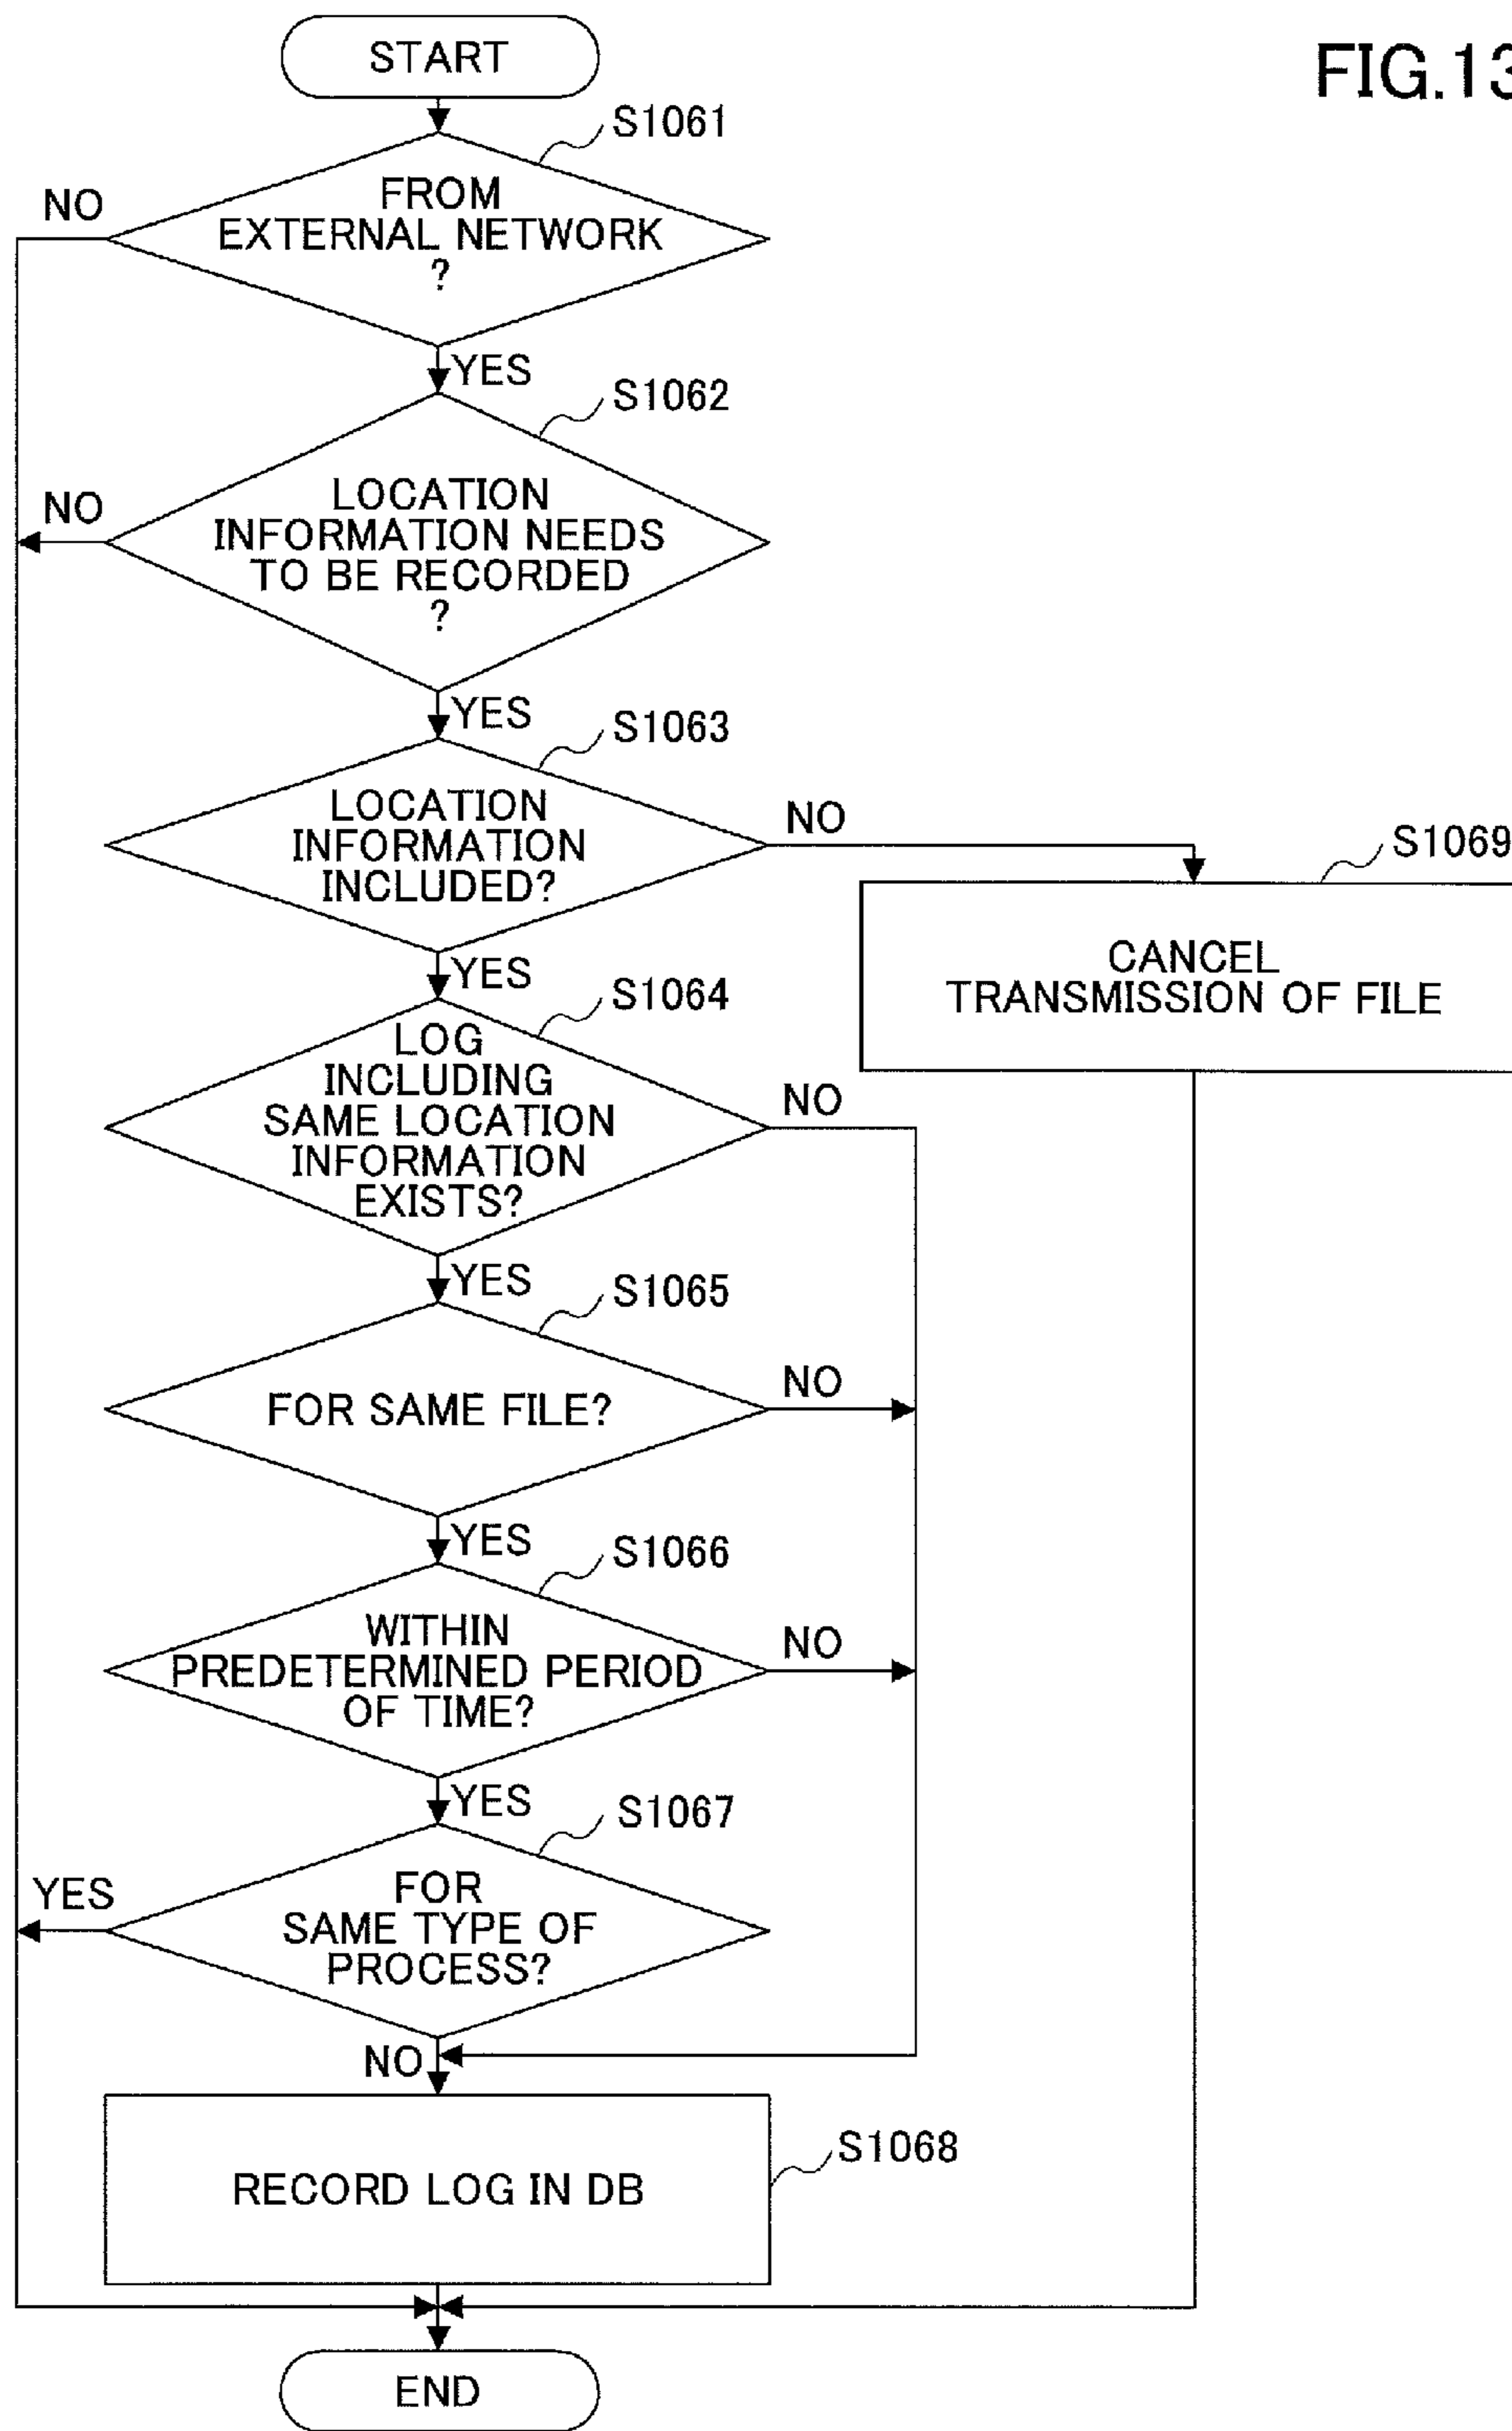 FIG.13
START
S1061
NO
FROM
EXTERNAL NETWORK
?
YES
S1062
NO
LOCATION
INFORMATION NEEDS
TO BE RECORDED
?
YES
S1063
LOCATION
INFORMATION
INCLUDED?
NO
S1069
CANCEL
TRANSMISSION OF FILE
YES
S1064
LOG
INCLUDING
SAME LOCATION
INFORMATION
EXISTS?
NO
YES
S1065
FOR SAME FILE?
NO
YES
S1066
WITHIN
PREDETERMINED PERIOD
OF TIME?
NO
YES
S1067
YES
FOR
SAME TYPE OF
PROCESS?
NO
RECORD LOG IN DB
S1068
END